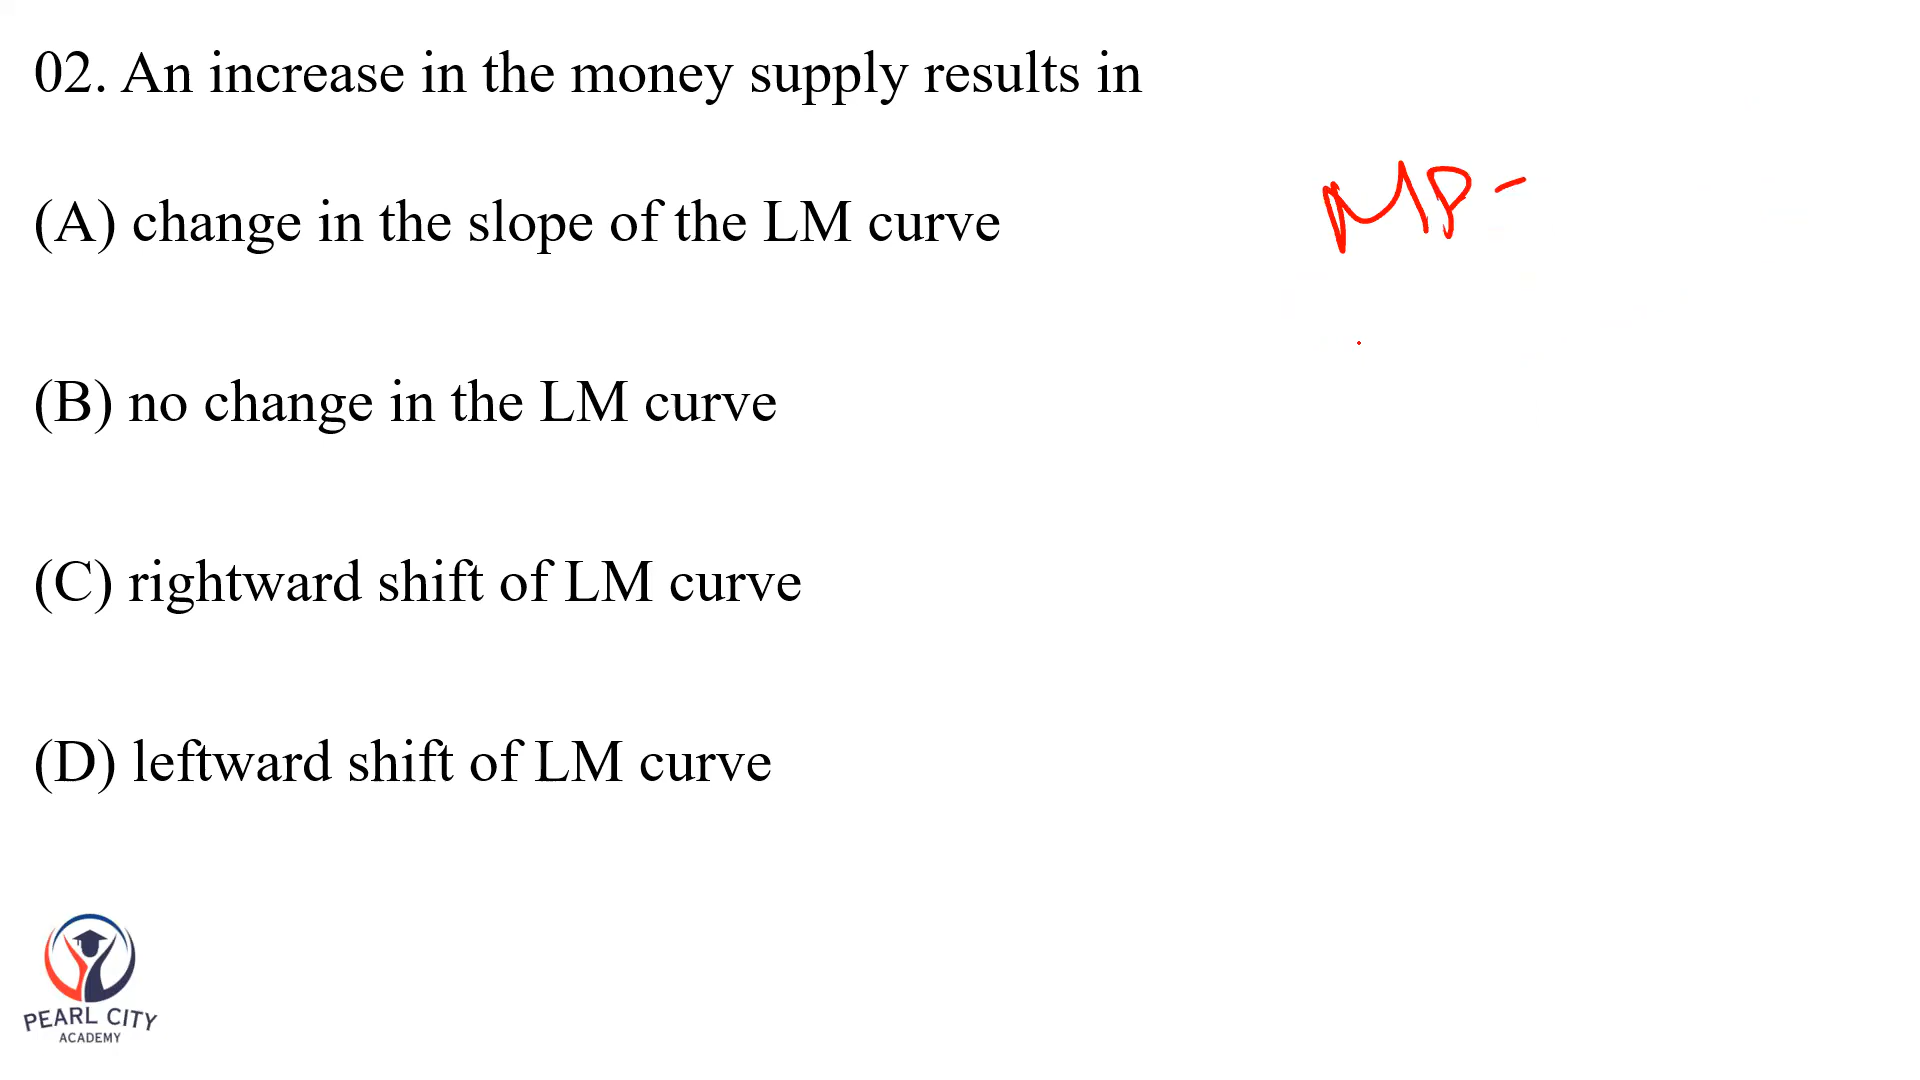 02. An increase in the money supply results in
MP -
(A) change in the slope of the LM curve
(B) no change in the LM curve
(C) rightward shift of LM curve
(D) leftward shift of LM curve
PEARL CITY
ACADEMY